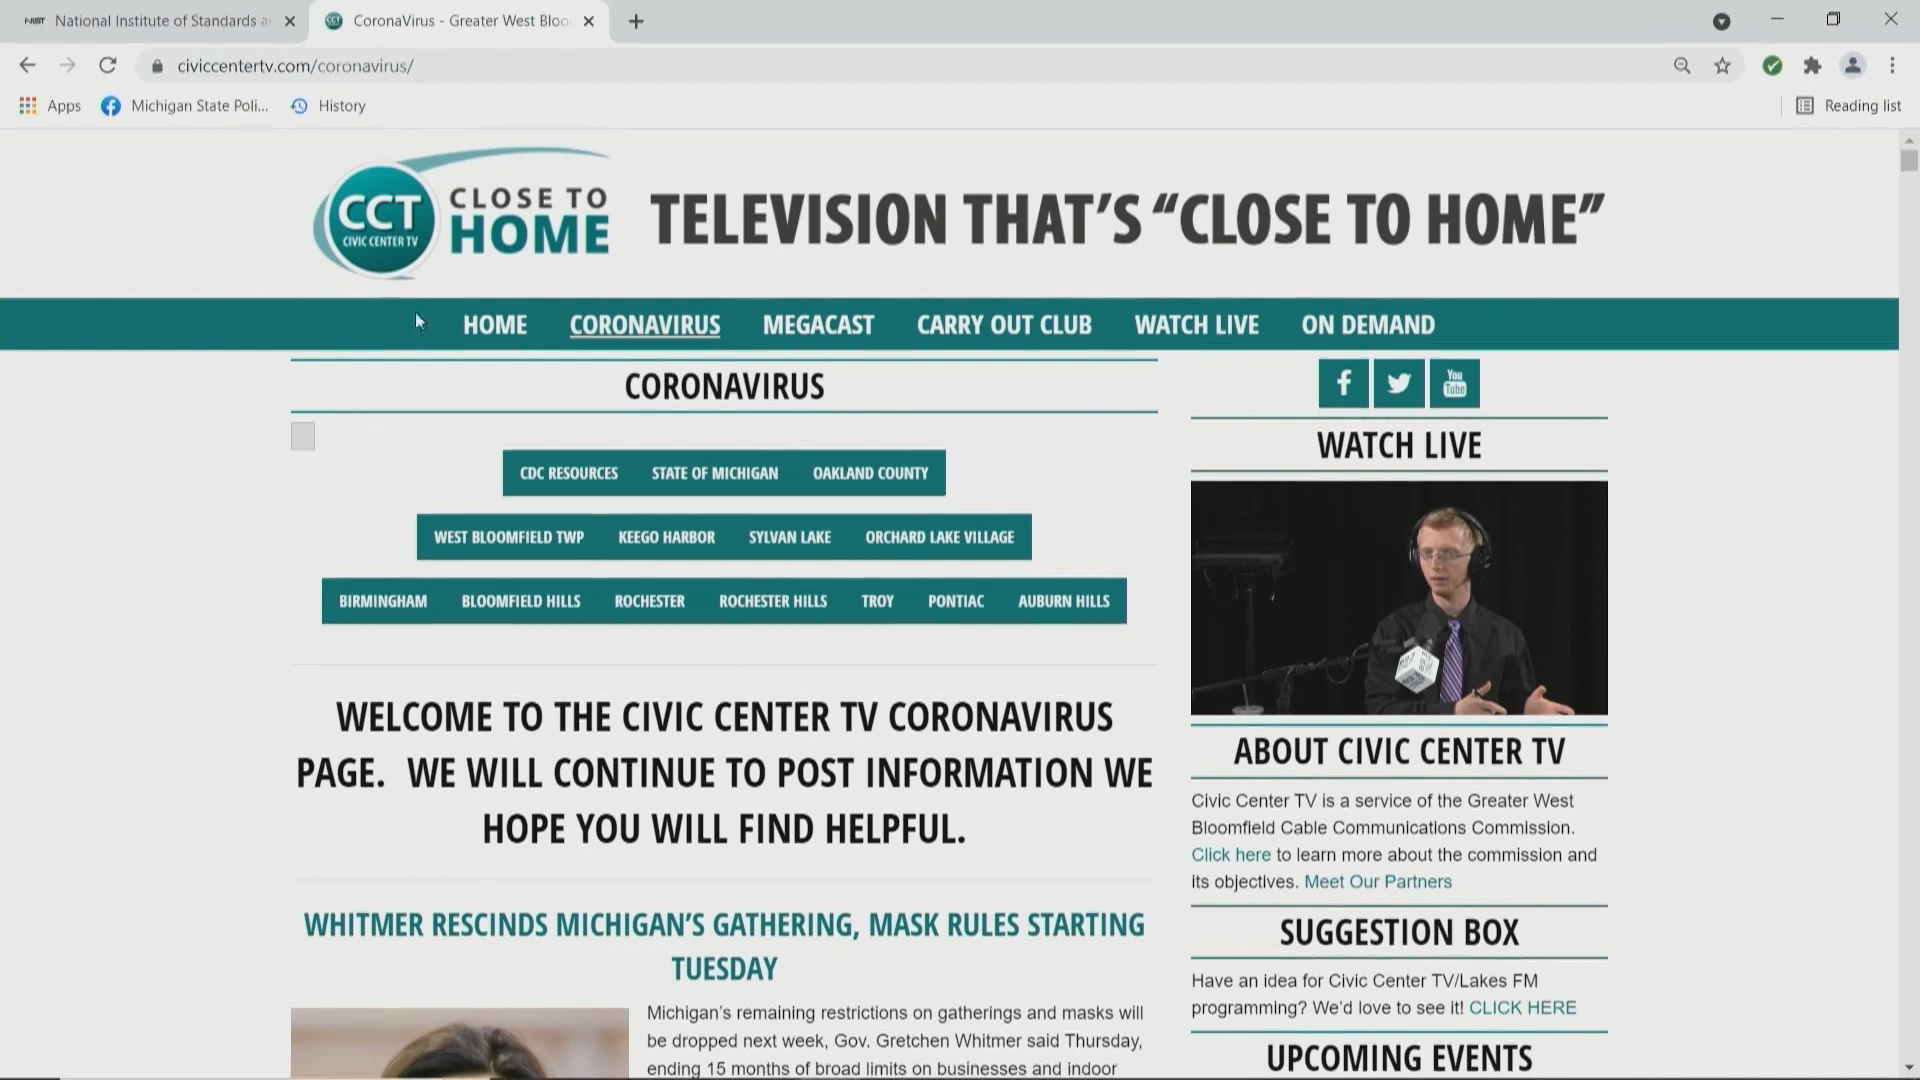 NIST National Institute of Standards a
CoronaVirus - Greater West Bloo
civiccentertv.com/coronavirus/
Apps
Michigan State Poli...
History
Reading list
CCT
CIVIC CENTER TV
CLOSE TO
HOME
TELEVISION THAT'S “CLOSE TO HOME”
HOME CORONAVIRUS MEGACAST CARRY OUT CLUB WATCH LIVE ON DEMAND
CORONAVIRUS
CDC RESOURCES STATE OF MICHIGAN OAKLAND COUNTY
WEST BLOOMFIELD TWP KEEGO HARBOR SYLVAN LAKE ORCHARD LAKE VILLAGE
BIRMINGHAM BLOOMFIELD HILLS ROCHESTER ROCHESTER HILLS TROY PONTIAC AUBURN HILLS
WELCOME TO THE CIVIC CENTER TV CORONAVIRUS
PAGE. WE WILL CONTINUE TO POST INFORMATION WE
HOPE YOU WILL FIND HELPFUL.
WHITMER RESCINDS MICHIGAN'S GATHERING, MASK RULES STARTING
TUESDAY
Michigan's remaining restrictions on gatherings and masks will
be dropped next week, Gov. Gretchen Whitmer said Thursday,
ending 15 months of broad limits on businesses and indoor
You
Tube
WATCH LIVE
ABOUT CIVIC CENTER TV
Civic Center TV is a service of the Greater West
Bloomfield Cable Communications Commission.
Click here to learn more about the commission and
its objectives. Meet Our Partners
SUGGESTION BOX
Have an idea for Civic Center TV/Lakes FM
programming? We'd love to see it! CLICK HERE
UPCOMING EVENTS